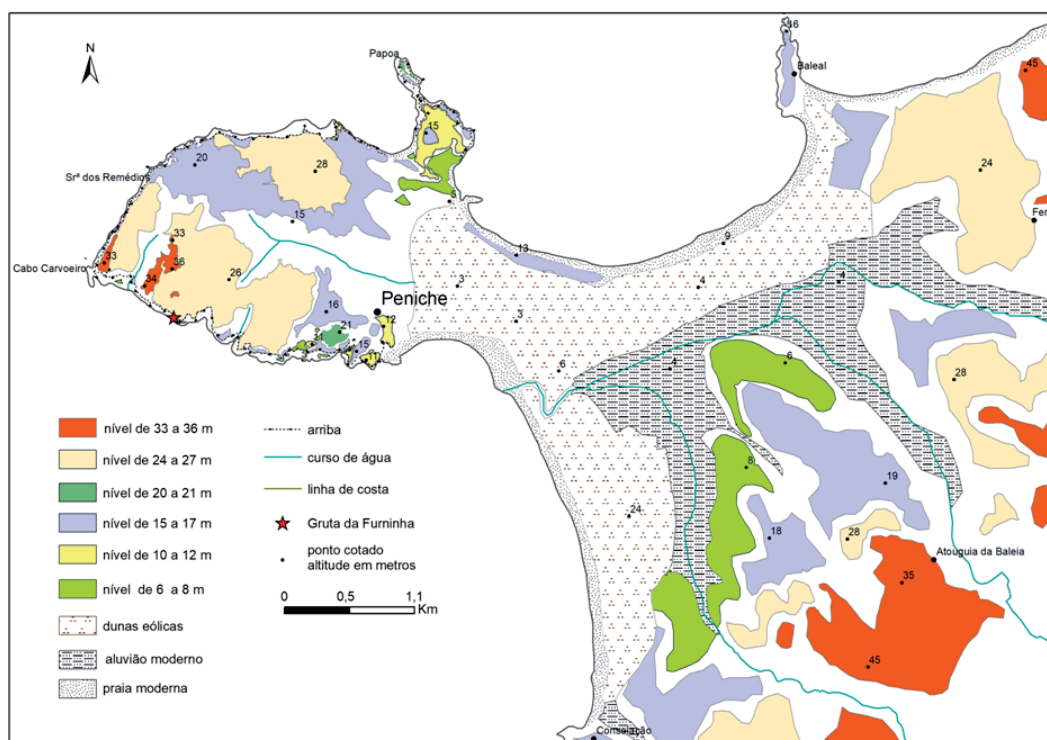 N
16
45
Papoa
Baleal
15
24
20
28
Srª dos Remédios
5
15
Fer
9
33
13
33
Cabo Carvoeiro
36
26
34
3
4
4
16
Peniche
3
12
21
21
15
11
6
4
6
28
nível de 33 a 36 m
arriba
nível de 24 a 27 m
curso de água
8
19
nível de 20 a 21 m
linha de costa
nível de 15 a 17 m
Gruta da Furninha
24
18
28
nível de 10 a 12 m
ponto cotado
altitude em metros
Atouguia da Baleia
nível de 6 a 8 m
35
0
0,5
1,1
Km
dunas eólicas
aluvião moderno
45
praia moderna
Consolação